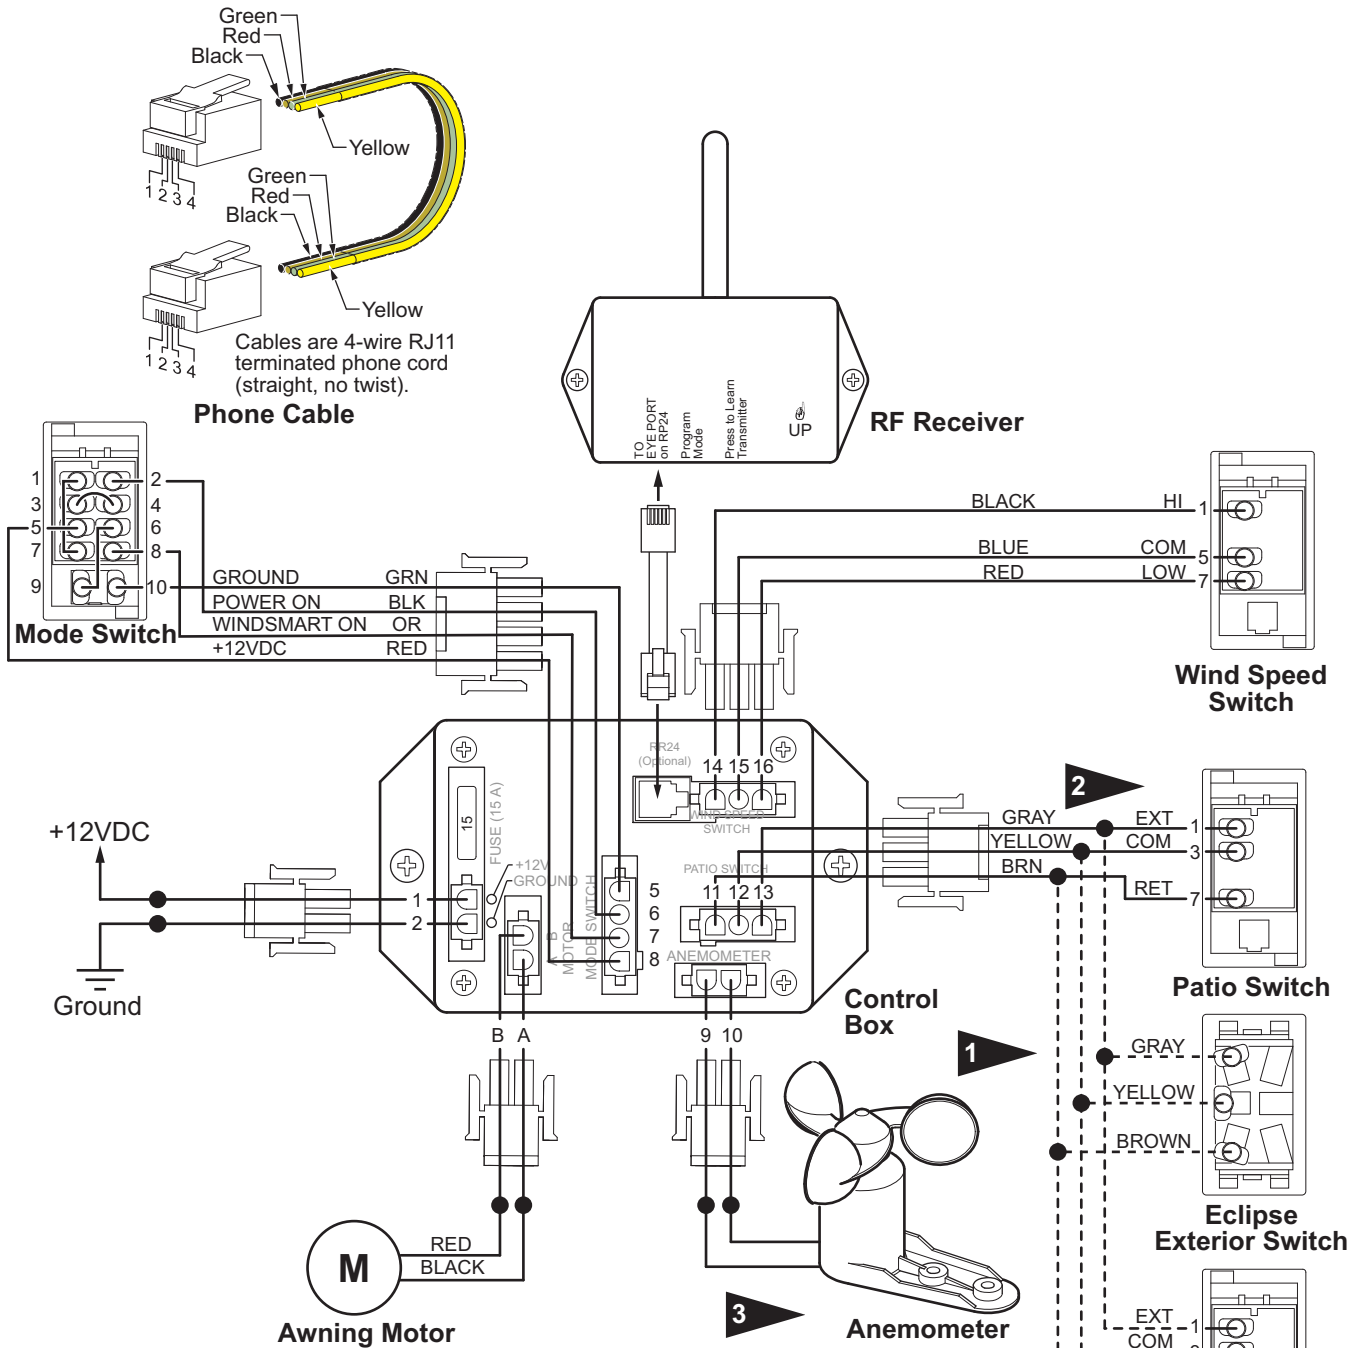 Green
Red
Black
Yellow
Green
Red
Black
Yellow
1 2 3 4
1 2 3 4
Cables are 4-wire RJ11
terminated phone cord
(straight, no twist).
Phone Cable
TO
EYE PORT
on RP24
Program
Mode
Press to Learn
Transmitter
UP
RF Receiver
1 2
3 4
5 6
7 8
9 10
Mode Switch
GROUND GRN
POWER ON BLK
WINDSMART ON OR
+12VDC RED
BLACK HI 1
BLUE COM 5
RED LOW 7
Wind Speed
Switch
RR24
(Optional)
14 15 16
WIND SPEED
SWITCH
15
FUSE (15 A)
+12V
GROUND
+12VDC
1
2
Ground
A B
MOTOR
MODE SWITCH
5
6
7
8
PATIO SWITCH
11 12 13
ANEMOMETER
Control
Box
2
GRAY EXT 1
YELLOW COM 3
BRN RET 7
Patio Switch
B A
9 10
1
GRAY
YELLOW
BROWN
Eclipse
Exterior Switch
RED
BLACK
M
Awning Motor
3
Anemometer
EXT 1
COM